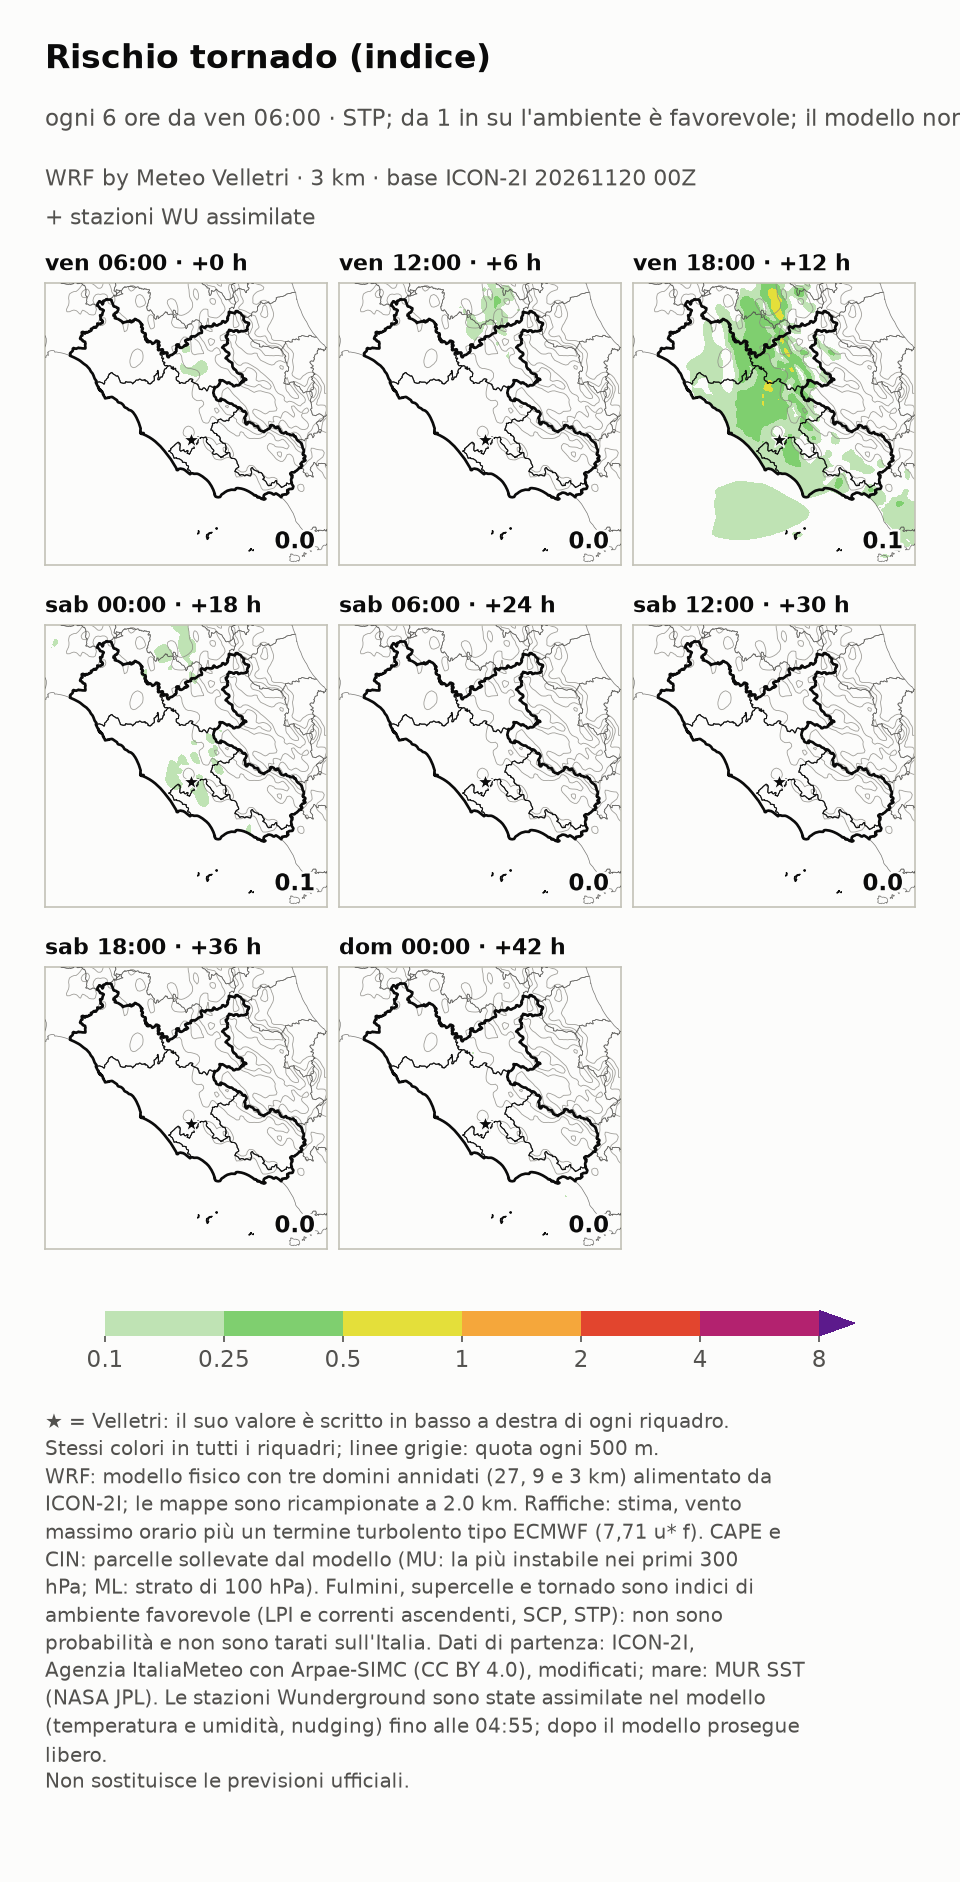 Rischio tornado (indice)
ogni 6 ore da ven 06:00 · STP; da 1 in su l'ambiente è favorevole; il modello non
WRF by Meteo Velletri · 3 km · base ICON-2I 20261120 00Z
+ stazioni WU assimilate
ven 06:00 · +0 h
ven 12:00 · +6 h
ven 18:00 · +12 h
0.0
0.0
0.1
sab 00:00 · +18 h
sab 06:00 · +24 h
sab 12:00 · +30 h
0.1
0.0
0.0
sab 18:00 · +36 h
dom 00:00 · +42 h
0.0
0.0
0.1 0.25 0.5 1 2 4 8
★ = Velletri: il suo valore è scritto in basso a destra di ogni riquadro.
Stessi colori in tutti i riquadri; linee grigie: quota ogni 500 m.
WRF: modello fisico con tre domini annidati (27, 9 e 3 km) alimentato da
ICON-2I; le mappe sono ricampionate a 2.0 km. Raffiche: stima, vento
massimo orario più un termine turbolento tipo ECMWF (7,71 u* f). CAPE e
CIN: parcelle sollevate dal modello (MU: la più instabile nei primi 300
hPa; ML: strato di 100 hPa). Fulmini, supercelle e tornado sono indici di
ambiente favorevole (LPI e correnti ascendenti, SCP, STP): non sono
probabilità e non sono tarati sull'Italia. Dati di partenza: ICON-2I,
Agenzia ItaliaMeteo con Arpae-SIMC (CC BY 4.0), modificati; mare: MUR SST
(NASA JPL). Le stazioni Wunderground sono state assimilate nel modello
(temperatura e umidità, nudging) fino alle 04:55; dopo il modello prosegue
libero.
Non sostituisce le previsioni ufficiali.